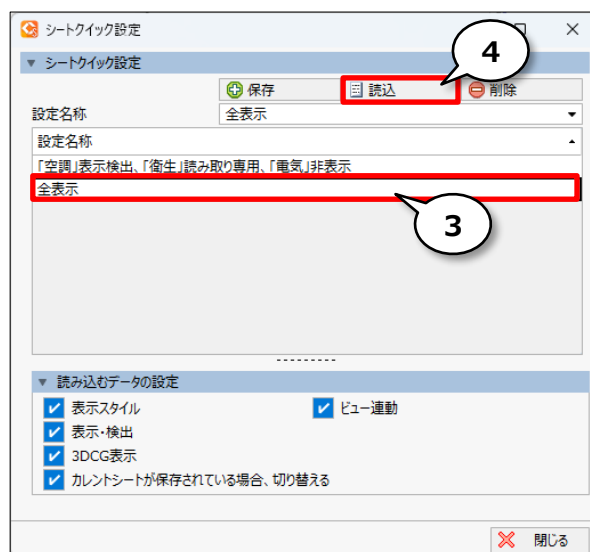 シートクイック設定
シートクイック設定
4
保存 読込 削除
設定名称 全表示
設定名称
「空調」表示検出、「衛生」読み取り専用、「電気」非表示
全表示
3
読み込むデータの設定
表示スタイル ビュー連動
表示・検出
3DCG表示
カレントシートが保存されている場合、切り替える
閉じる